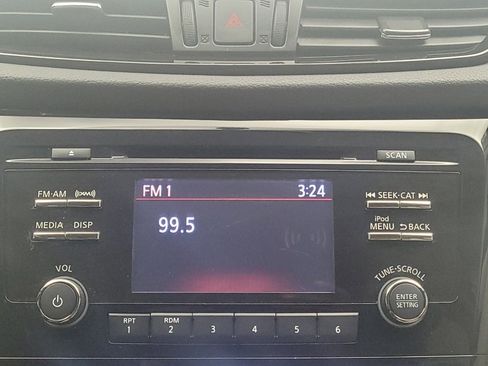 SCAN
FM·AM
((XM))
SEEK·CAT
MEDIA
DISP
iPod
MENU
BACK
FM 1
3:24
99.5
VOL
TUNE·SCROLL
ENTER
SETTING
RPT
1
RDM
2
3
4
5
6